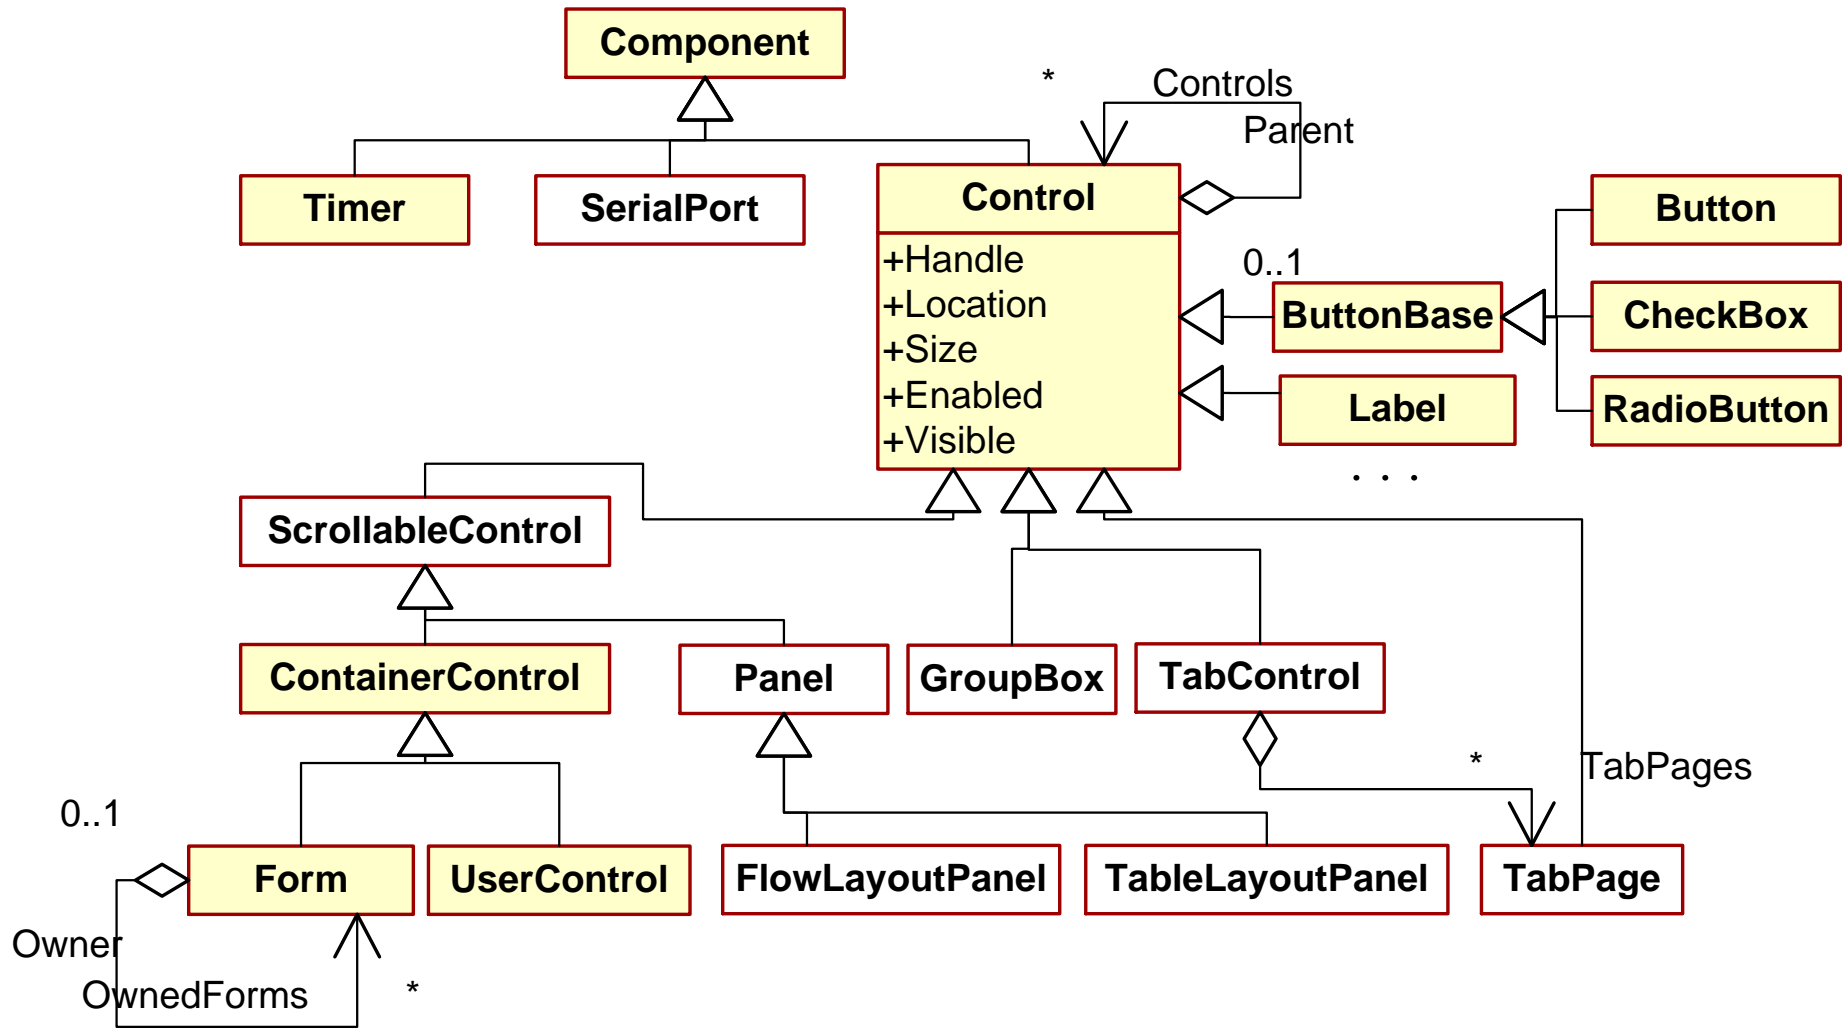 Component
*
Controls
Parent
Timer
SerialPort
Control
+Handle
+Location
+Size
+Enabled
+Visible
0..1
ButtonBase
Button
CheckBox
RadioButton
Label
. . .
ScrollableControl
ContainerControl
Panel
GroupBox
TabControl
*
TabPages
0..1
Form
UserControl
FlowLayoutPanel
TableLayoutPanel
TabPage
Owner
OwnedForms
*